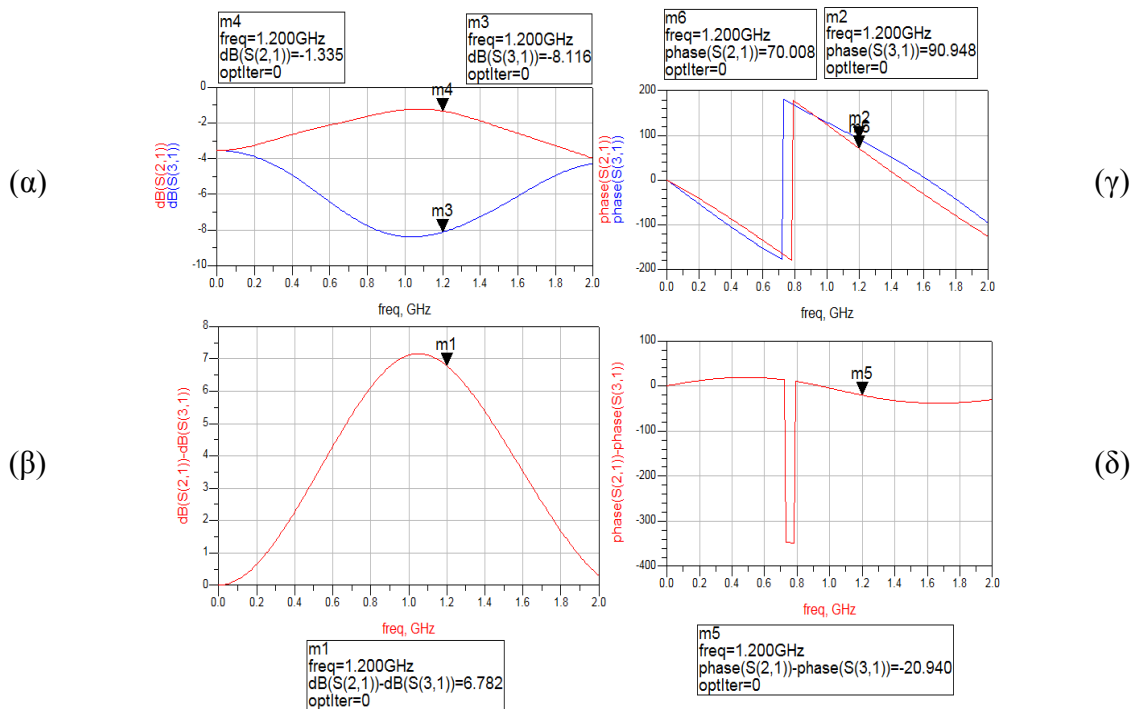 m4
freq=1.200GHz
dB(S(2,1))=-1.335
optIter=0
m3
freq=1.200GHz
dB(S(3,1))=-8.116
optIter=0
(α)
dB(S(2,1))
dB(S(3,1))
0
-2
-4
-6
-8
-10
m4
m3
0.0 0.2 0.4 0.6 0.8 1.0 1.2 1.4 1.6 1.8 2.0
freq, GHz
m6
freq=1.200GHz
phase(S(2,1))=70.008
optIter=0
m2
freq=1.200GHz
phase(S(3,1))=90.948
optIter=0
phase(S(2,1))
phase(S(3,1))
200
100
0
-100
-200
m2
m6
0.0 0.2 0.4 0.6 0.8 1.0 1.2 1.4 1.6 1.8 2.0
freq, GHz
(γ)
(β)
dB(S(2,1))-dB(S(3,1))
8
7
6
5
4
3
2
1
0
m1
0.0 0.2 0.4 0.6 0.8 1.0 1.2 1.4 1.6 1.8 2.0
freq, GHz
m1
freq=1.200GHz
dB(S(2,1))-dB(S(3,1))=6.782
optIter=0
phase(S(2,1))-phase(S(3,1))
100
0
-100
-200
-300
-400
m5
0.0 0.2 0.4 0.6 0.8 1.0 1.2 1.4 1.6 1.8 2.0
freq, GHz
m5
freq=1.200GHz
phase(S(2,1))-phase(S(3,1))=-20.940
optIter=0
(δ)